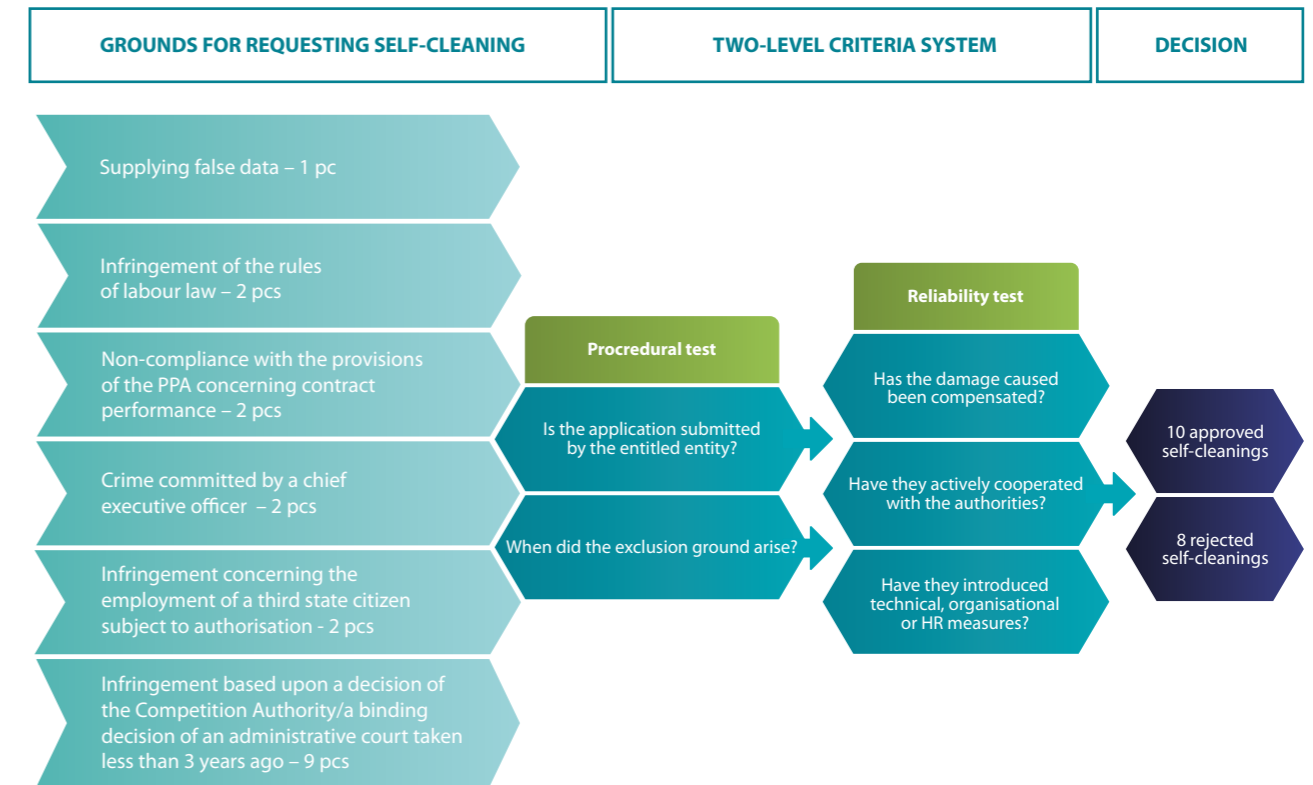 GROUNDS FOR REQUESTING SELF-CLEANING
TWO-LEVEL CRITERIA SYSTEM
DECISION
Supplying false data – 1 pc
Infringement of the rules
of labour law – 2 pcs
Non-compliance with the provisions
of the PPA concerning contract
performance – 2 pcs
Crime committed by a chief
executive officer – 2 pcs
Infringement concerning the
employment of a third state citizen
subject to authorisation - 2 pcs
Infringement based upon a decision of
the Competition Authority/a binding
decision of an administrative court taken
less than 3 years ago – 9 pcs
Procredural test
Is the application submitted
by the entitled entity?
When did the exclusion ground arise?
Reliability test
Has the damage caused
been compensated?
Have they actively cooperated
with the authorities?
Have they introduced
technical, organisational
or HR measures?
10 approved
self-cleanings
8 rejected
self-cleanings